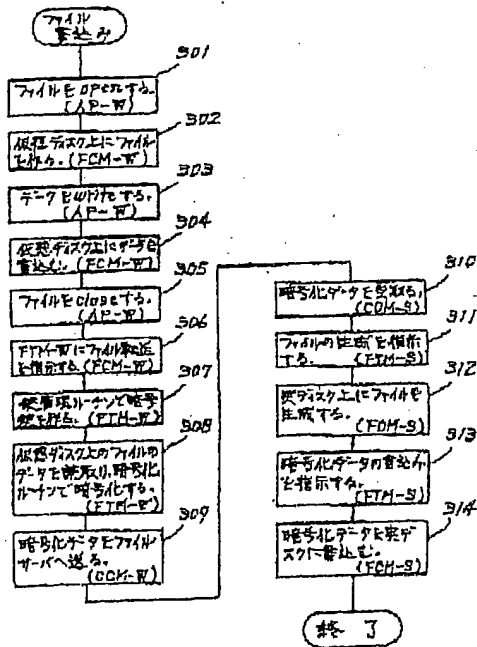 ファイル
書込み
301
ファイルをopenする。
(AP-W)
302
仮想ディスク上にファイル
を作る。(FCM-W)
303
データをwriteする。
(AP-W)
304
仮想ディスク上にデータを
書込む。(FCM-W)
305
ファイルをcloseする。
(AP-W)
306
FTM-Wにファイル転送
を指示する。(FCM-W)
307
鍵管理ルーチンで暗号
鍵を得る。(FTM-W)
308
仮想ディスク上のファイルの
データを読取り、暗号化
ルーチンで暗号化する。
(FTM-W)
309
暗号化データをファイル
サーバへ送る。
(CCM-W)
310
暗号化データを受取る。
(CCM-S)
311
ファイルの生成を指示
する。(FTM-S)
312
実ディスク上にファイルを
生成する。
(FCM-S)
313
暗号化データの書込み
を指示する。
(FTM-S)
314
暗号化データを実デ
ィスクに書込む。
(FCM-S)
終了